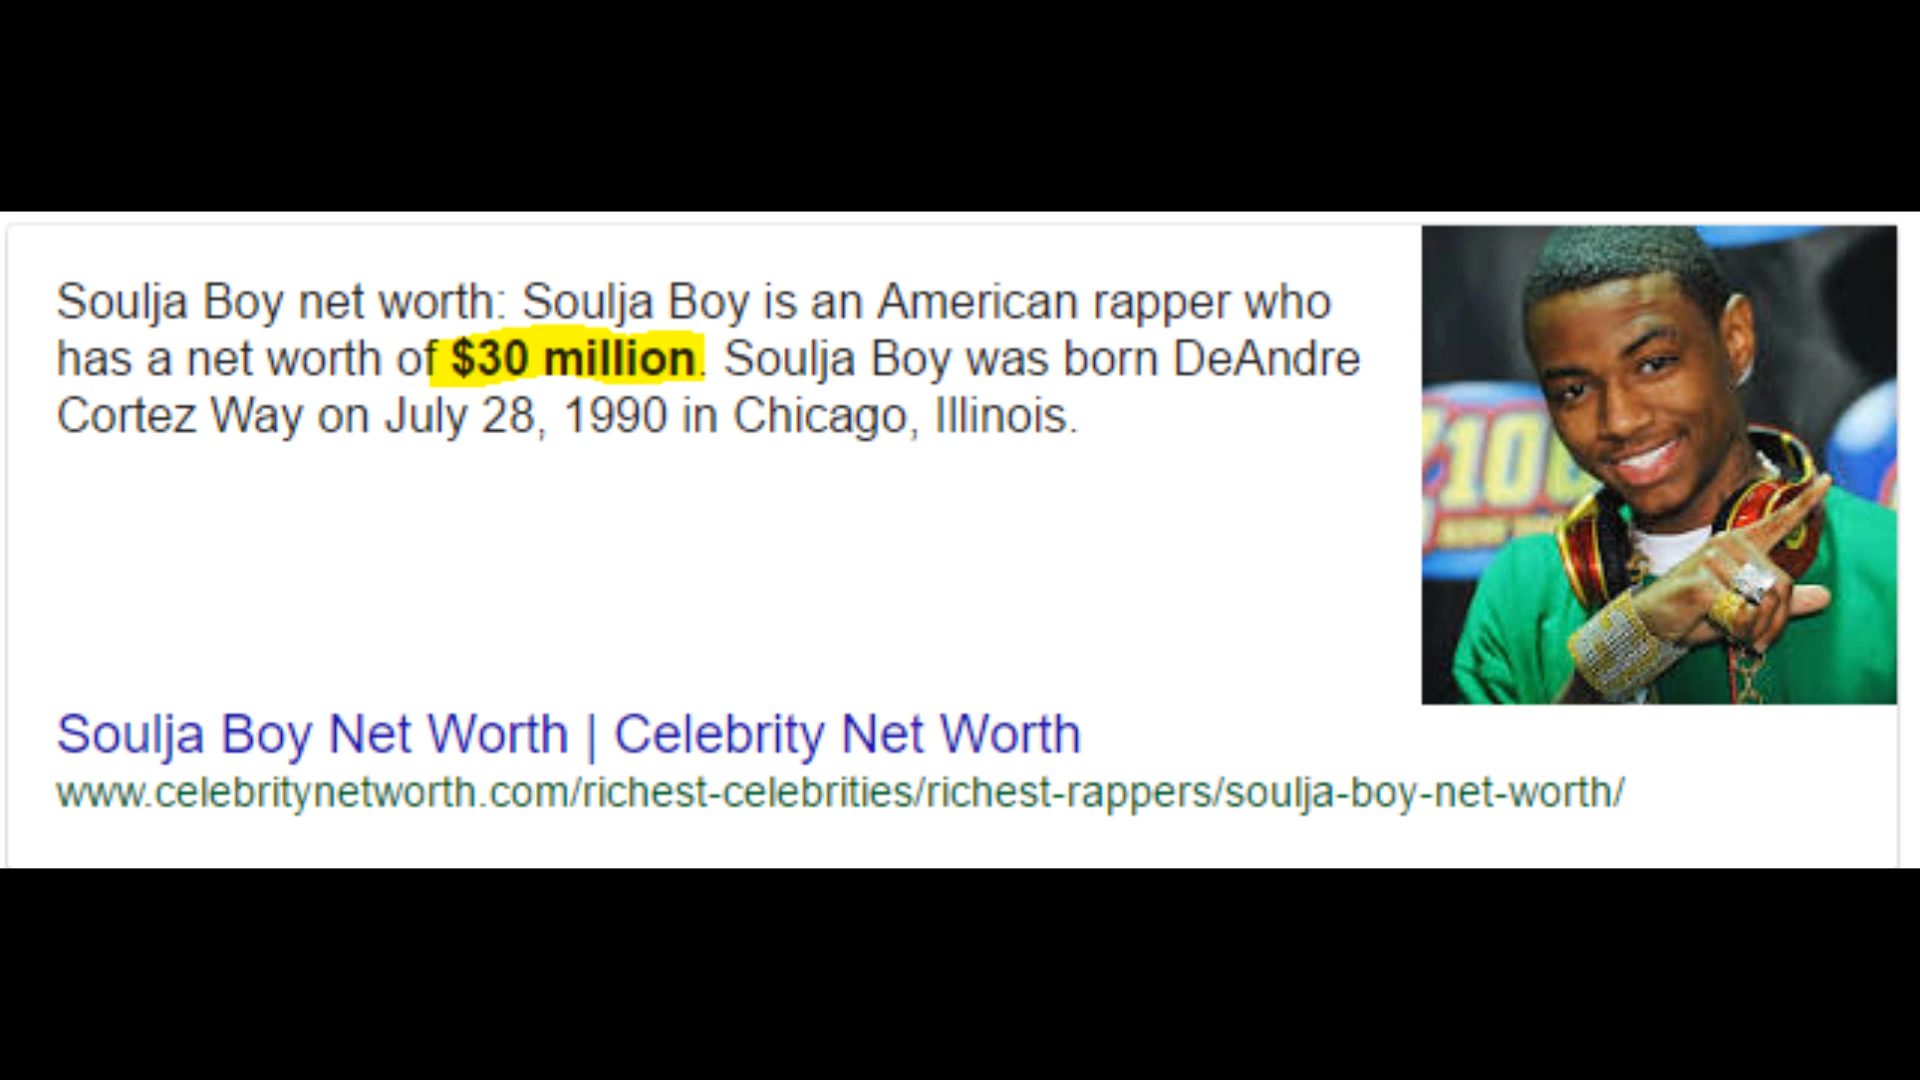 Soulja Boy net worth: Soulja Boy is an American rapper who
has a net worth of $30 million. Soulja Boy was born DeAndre
Cortez Way on July 28, 1990 in Chicago, Illinois.
Soulja Boy Net Worth | Celebrity Net Worth
www.celebritynetworth.com/richest-celebrities/richest-rappers/soulja-boy-net-worth/